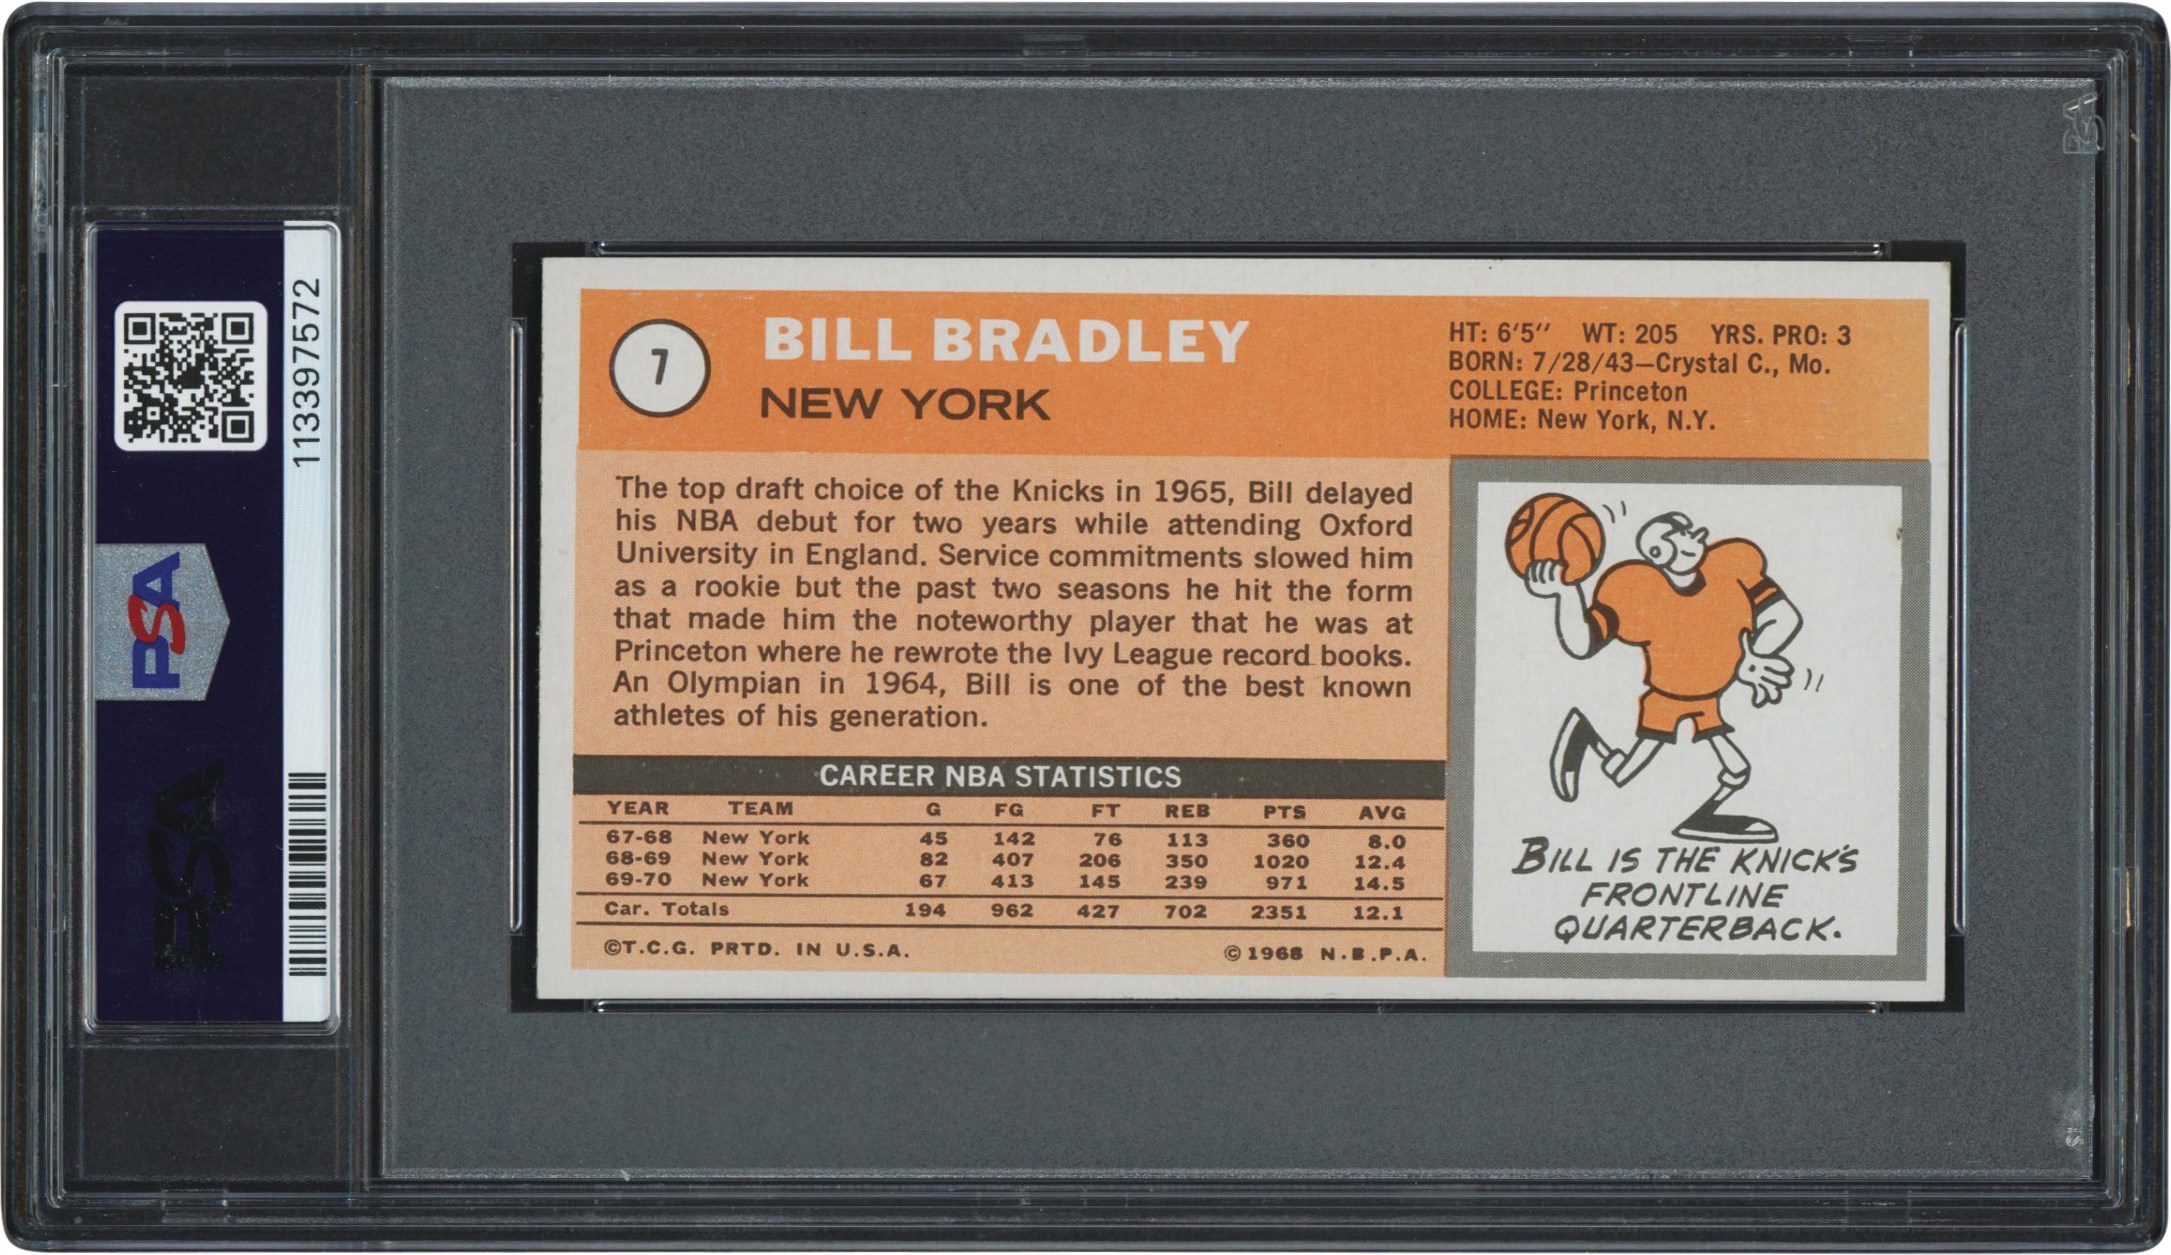 113397572
PSA
PSA
PSA
7
BILL BRADLEY
NEW YORK
HT: 6'5" WT: 205 YRS. PRO: 3
BORN: 7/28/43—Crystal C., Mo.
COLLEGE: Princeton
HOME: New York, N.Y.
The top draft choice of the Knicks in 1965, Bill delayed
his NBA debut for two years while attending Oxford
University in England. Service commitments slowed him
as a rookie but the past two seasons he hit the form
that made him the noteworthy player that he was at
Princeton where he rewrote the Ivy League record books.
An Olympian in 1964, Bill is one of the best known
athletes of his generation.
CAREER NBA STATISTICS
YEAR TEAM G FG FT REB PTS AVG
67-68 New York 45 142 76 113 360 8.0
68-69 New York 82 407 206 350 1020 12.4
69-70 New York 67 413 145 239 971 14.5
Car. Totals 194 962 427 702 2351 12.1
©T.C.G. PRTD. IN U.S.A.
© 1968 N.B.P.A.
BILL IS THE KNICK'S
FRONTLINE
QUARTERBACK.